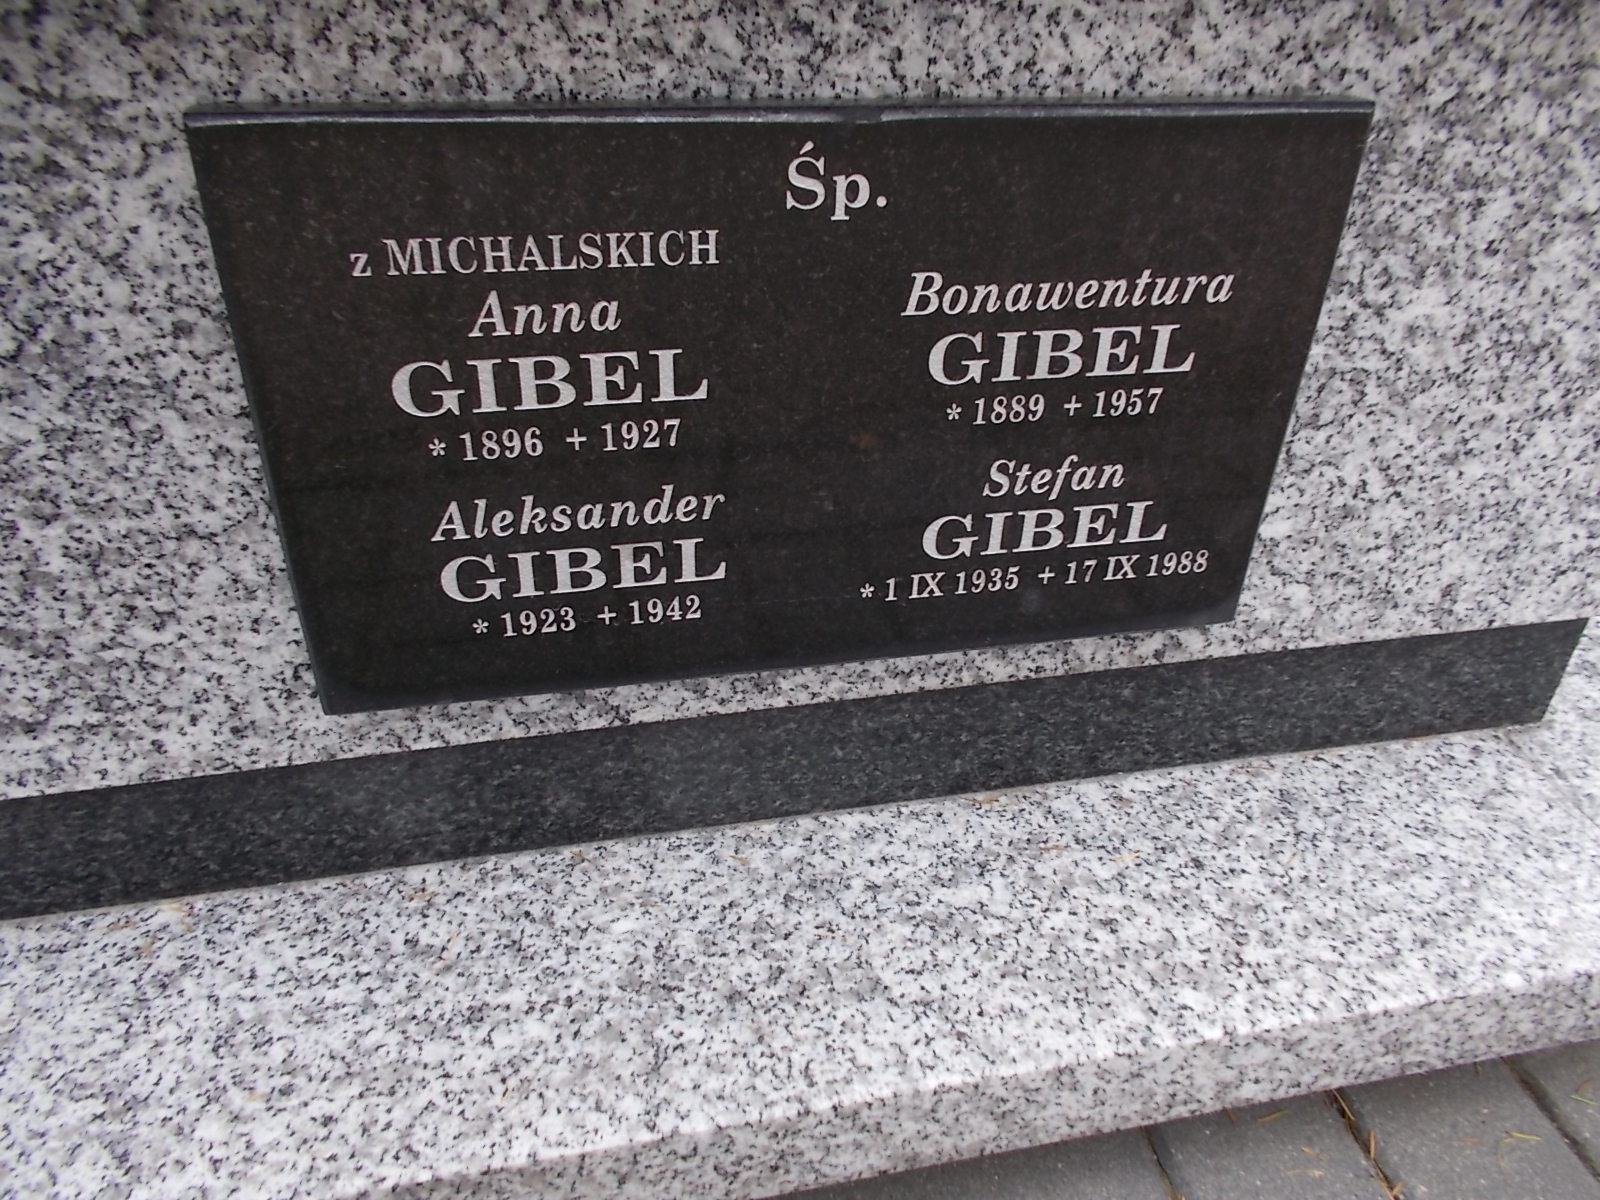 Śp.
z MICHALSKICH
Anna
GIBEL
* 1896 + 1927
Aleksander
GIBEL
* 1923 + 1942
Bonawentura
GIBEL
* 1889 + 1957
Stefan
GIBEL
* 1 IX 1935 + 17 IX 1988